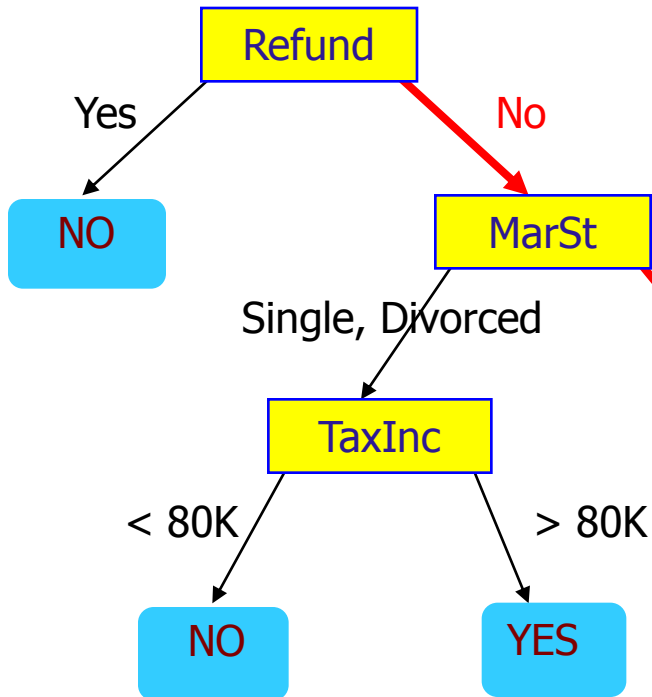 Refund
Yes
No
NO
MarSt
Single, Divorced
TaxInc
< 80K
> 80K
NO
YES